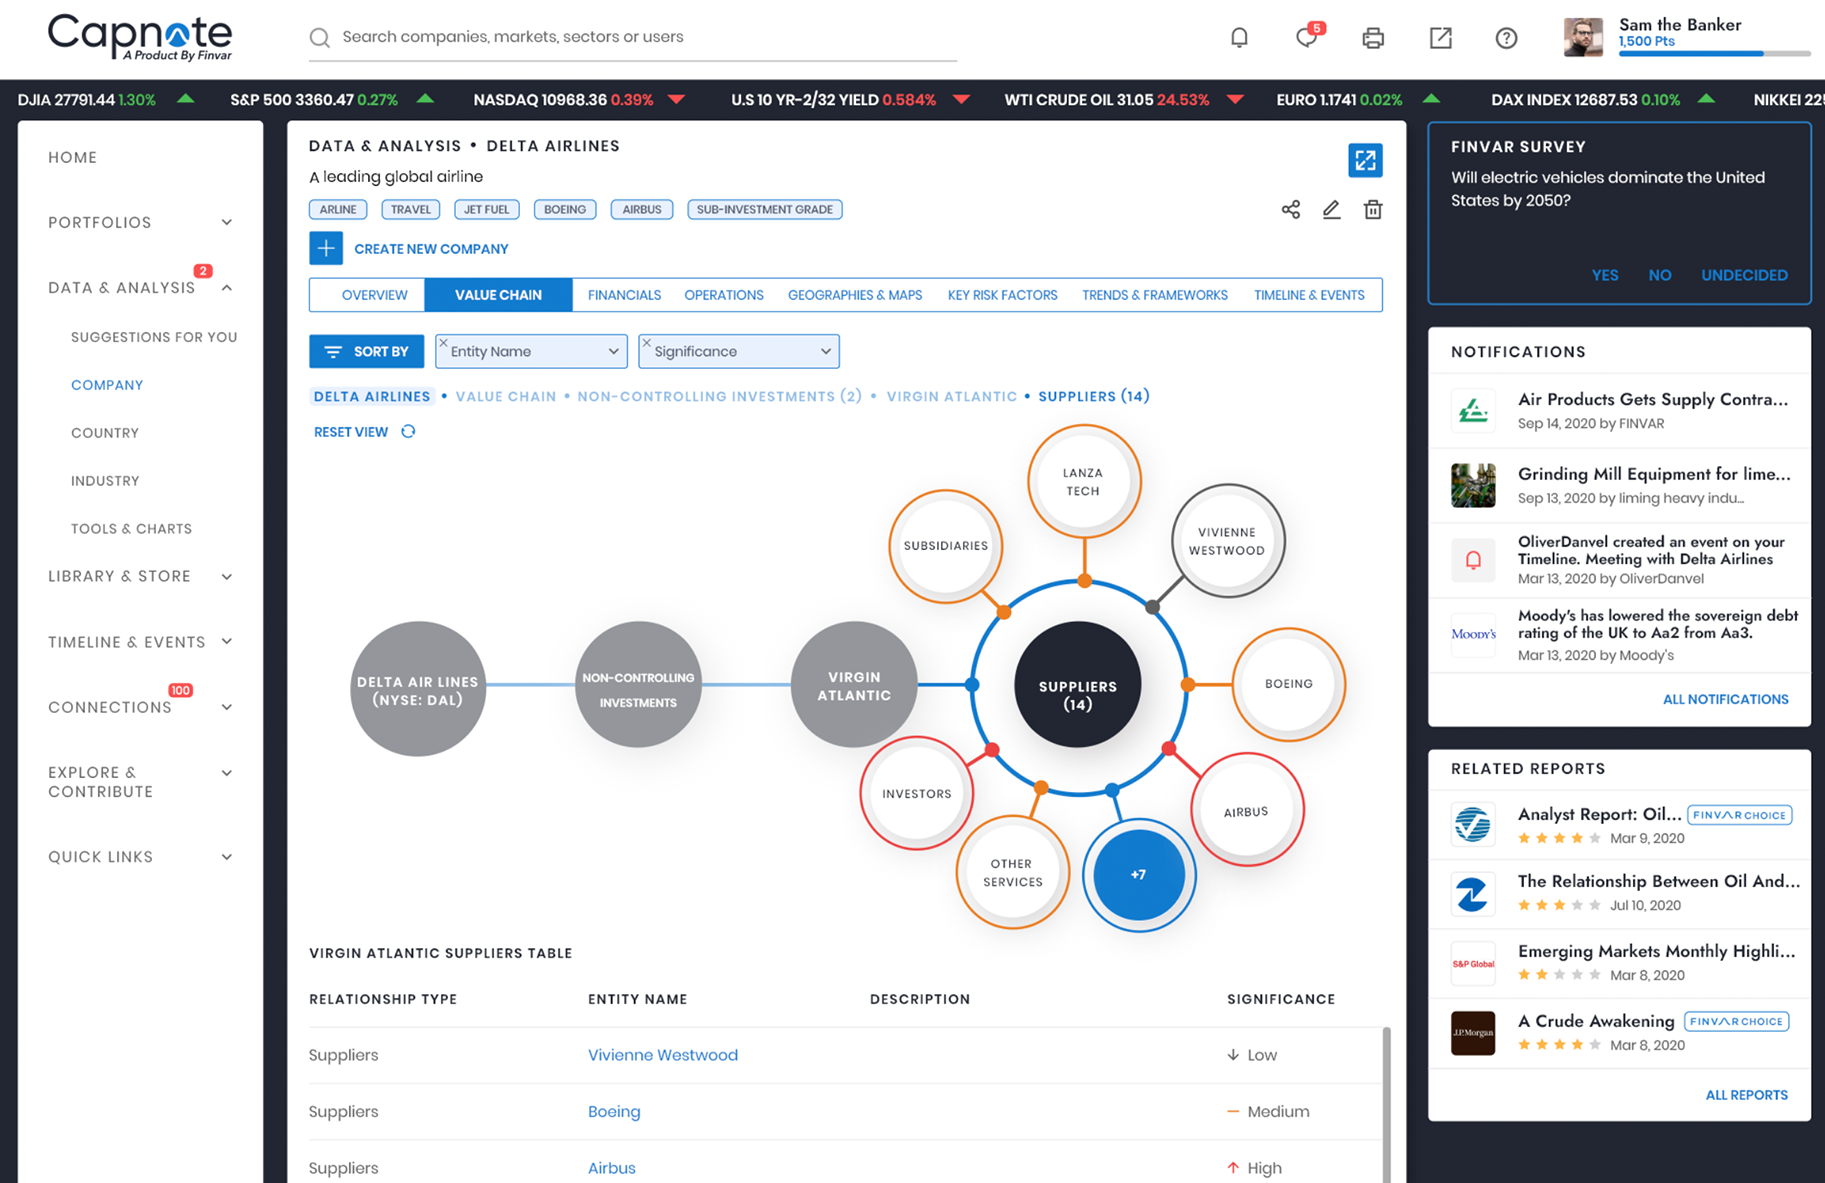 Capnote
A Product By Finvar
Search companies, markets, sectors or users
5
Sam the Banker
1,500 Pts
DJIA 27791.44 1.30% S&P 500 3360.47 0.27% NASDAQ 10968.36 0.39% U.S 10 YR-2/32 YIELD 0.584% WTI CRUDE OIL 31.05 24.53% EURO 1.1741 0.02% DAX INDEX 12687.53 0.10% NIKKEI 225
HOME
PORTFOLIOS
2
DATA & ANALYSIS
SUGGESTIONS FOR YOU
COMPANY
COUNTRY
INDUSTRY
TOOLS & CHARTS
LIBRARY & STORE
TIMELINE & EVENTS
100
CONNECTIONS
EXPLORE &
CONTRIBUTE
QUICK LINKS
DATA & ANALYSIS • DELTA AIRLINES
A leading global airline
ARLINE TRAVEL JET FUEL BOEING AIRBUS SUB-INVESTMENT GRADE
CREATE NEW COMPANY
OVERVIEW VALUE CHAIN FINANCIALS OPERATIONS GEOGRAPHIES & MAPS KEY RISK FACTORS TRENDS & FRAMEWORKS TIMELINE & EVENTS
SORT BY Entity Name Significance
DELTA AIRLINES • VALUE CHAIN • NON-CONTROLLING INVESTMENTS (2) • VIRGIN ATLANTIC • SUPPLIERS (14)
RESET VIEW
LANZA
TECH
SUBSIDIARIES
VIVIENNE
WESTWOOD
DELTA AIR LINES
(NYSE: DAL)
NON-CONTROLLING
INVESTMENTS
VIRGIN
ATLANTIC
SUPPLIERS
(14)
BOEING
INVESTORS
AIRBUS
OTHER
SERVICES
+7
VIRGIN ATLANTIC SUPPLIERS TABLE
RELATIONSHIP TYPE ENTITY NAME DESCRIPTION SIGNIFICANCE
Suppliers Vivienne Westwood Low
Suppliers Boeing Medium
Suppliers Airbus High
FINVAR SURVEY
Will electric vehicles dominate the United
States by 2050?
YES NO UNDECIDED
NOTIFICATIONS
Air Products Gets Supply Contra...
Sep 14, 2020 by FINVAR
Grinding Mill Equipment for lime...
Sep 13, 2020 by liming heavy indu...
OliverDanvel created an event on your
Timeline. Meeting with Delta Airlines
Mar 13, 2020 by OliverDanvel
MOODY'S
Moody's has lowered the sovereign debt
rating of the UK to Aa2 from Aa3.
Mar 13, 2020 by Moody's
ALL NOTIFICATIONS
RELATED REPORTS
Analyst Report: Oil... FINVAR CHOICE
Mar 9, 2020
The Relationship Between Oil And...
Jul 10, 2020
S&P Global
Emerging Markets Monthly Highli...
Mar 8, 2020
J.P.Morgan
A Crude Awakening FINVAR CHOICE
Mar 8, 2020
ALL REPORTS